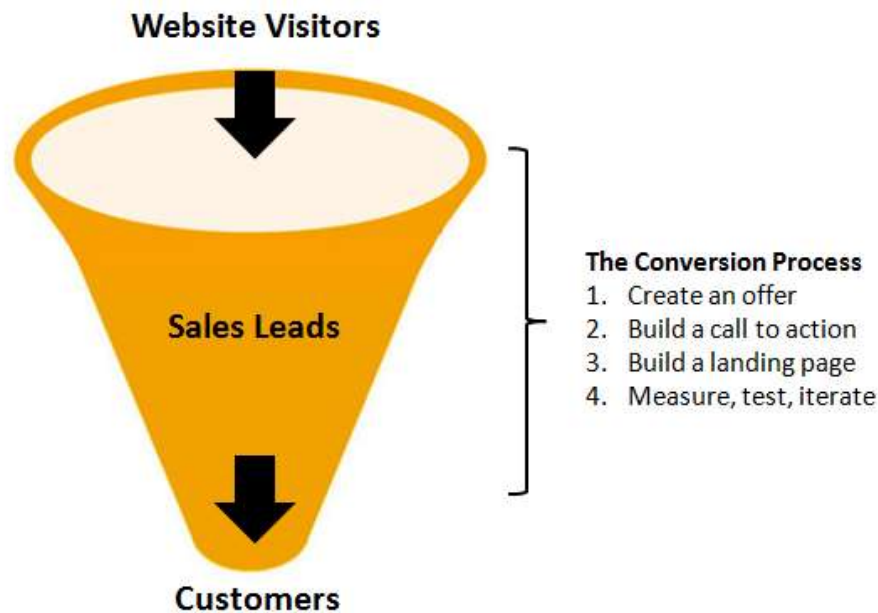 Website Visitors
Sales Leads
Customers
The Conversion Process
1. Create an offer
2. Build a call to action
3. Build a landing page
4. Measure, test, iterate